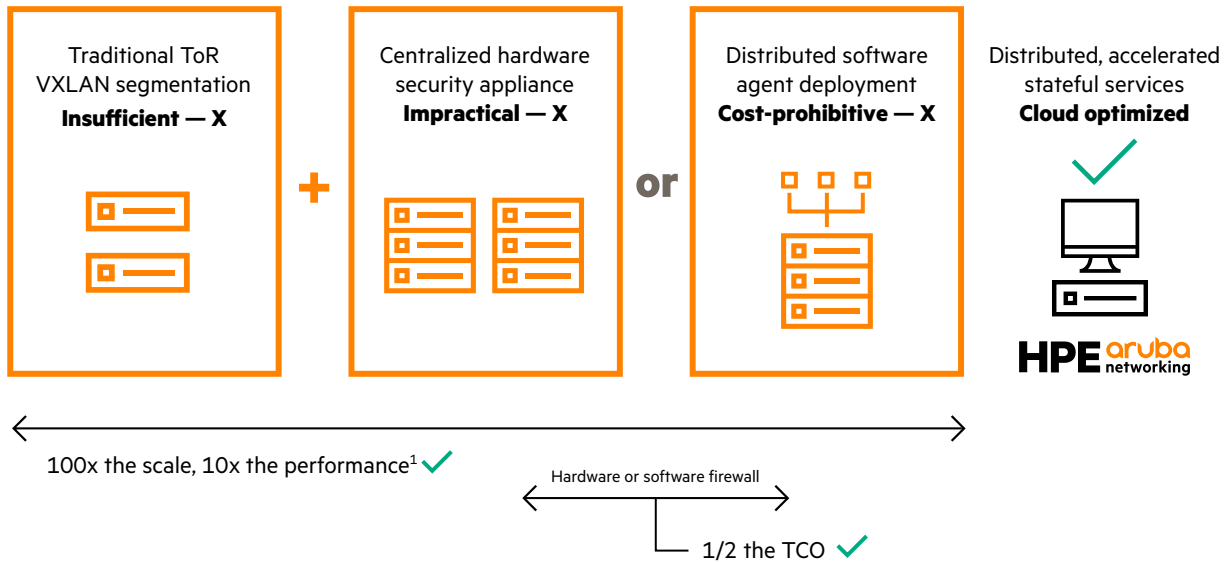 Traditional ToR
VXLAN segmentation
Insufficient — X
+
Centralized hardware
security appliance
Impractical — X
or
Distributed software
agent deployment
Cost-prohibitive — X
Distributed, accelerated
stateful services
Cloud optimized
HPE aruba
networking
100x the scale, 10x the performance¹
Hardware or software firewall
1/2 the TCO